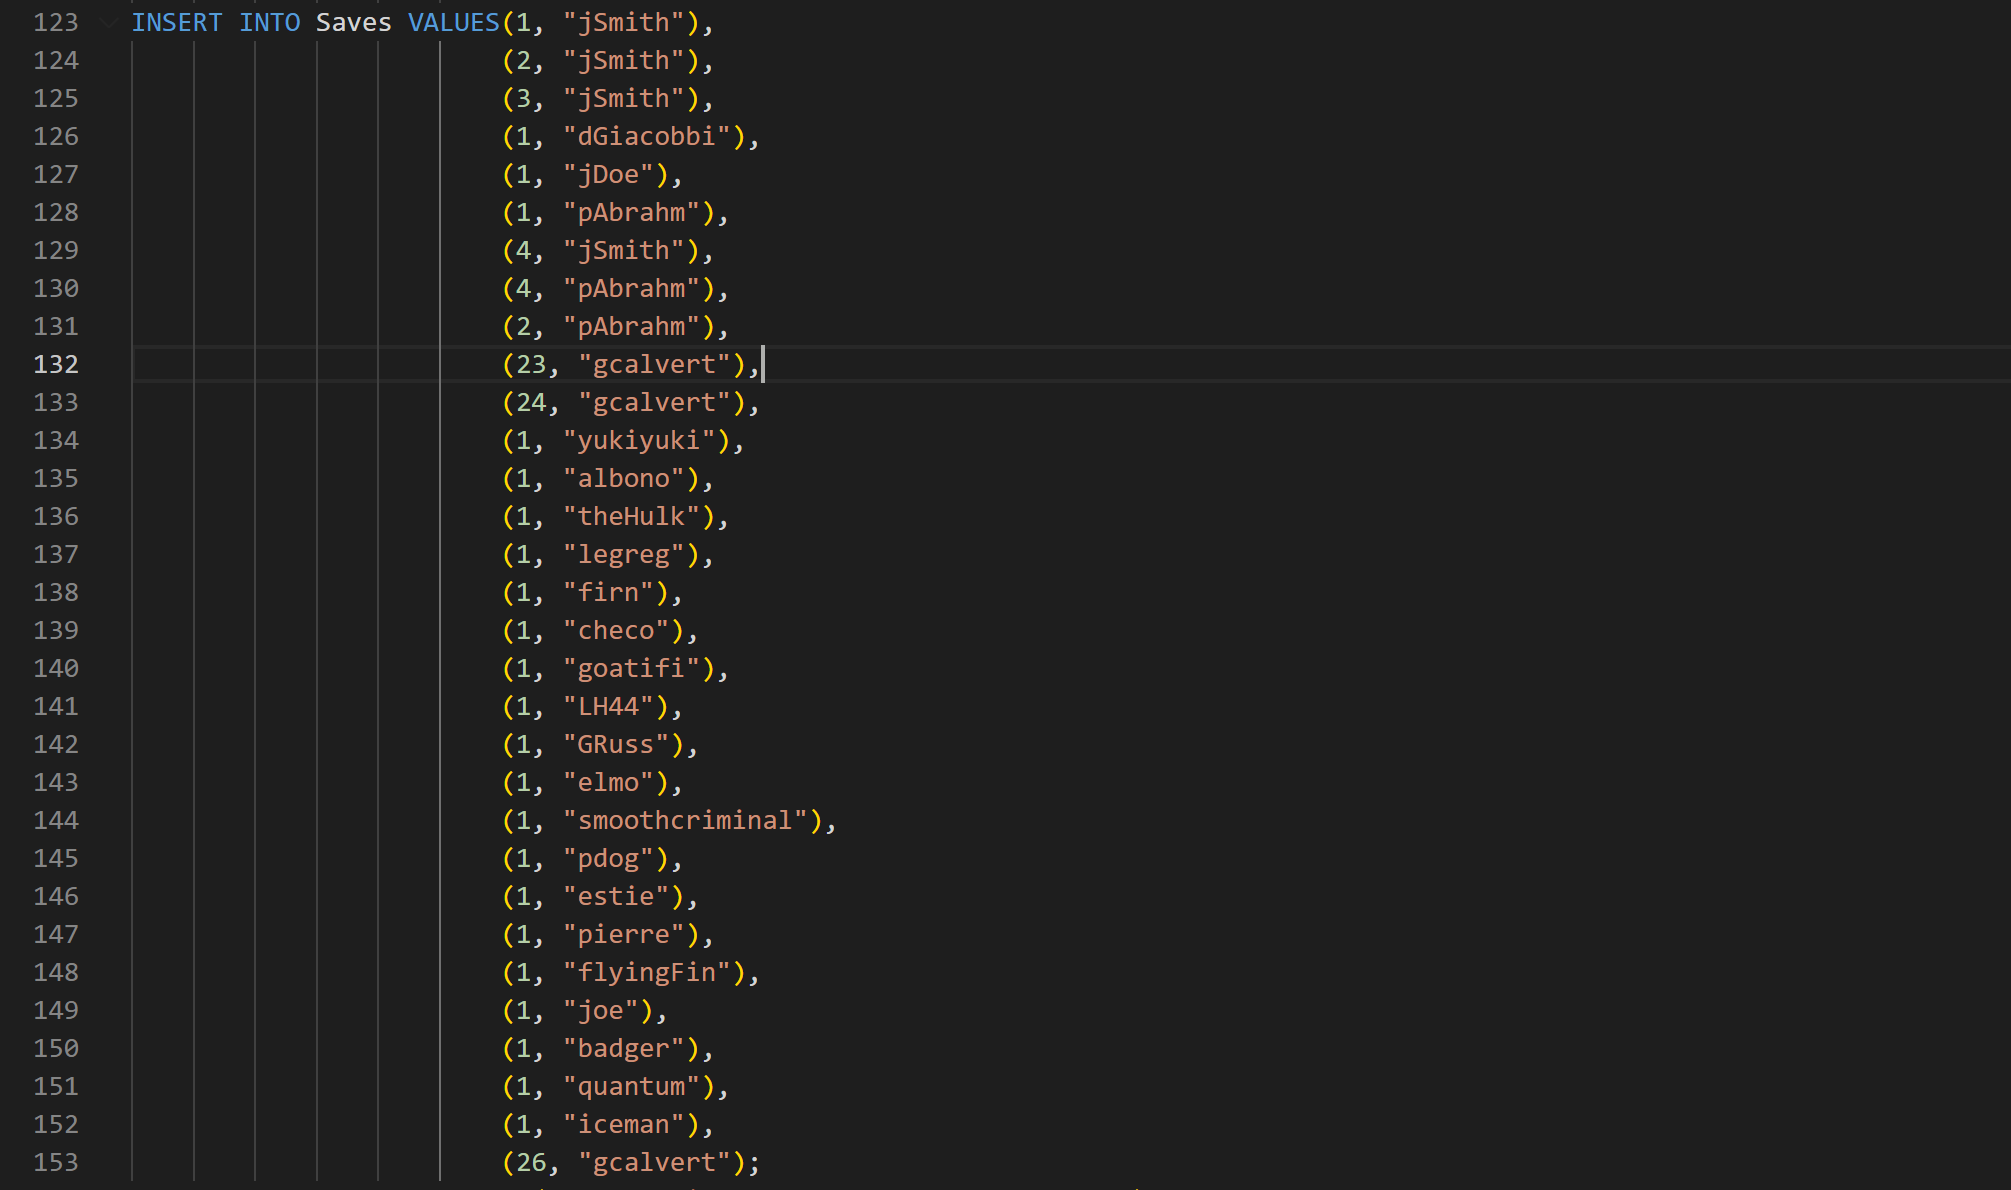 123 INSERT INTO Saves VALUES(1, "jSmith"),
124 (2, "jSmith"),
125 (3, "jSmith"),
126 (1, "dGiacobbi"),
127 (1, "jDoe"),
128 (1, "pAbrahm"),
129 (4, "jSmith"),
130 (4, "pAbrahm"),
131 (2, "pAbrahm"),
132 (23, "gcalvert"),
133 (24, "gcalvert"),
134 (1, "yukiyuki"),
135 (1, "albono"),
136 (1, "theHulk"),
137 (1, "legreg"),
138 (1, "firn"),
139 (1, "checo"),
140 (1, "goatifi"),
141 (1, "LH44"),
142 (1, "GRuss"),
143 (1, "elmo"),
144 (1, "smoothcriminal"),
145 (1, "pdog"),
146 (1, "estie"),
147 (1, "pierre"),
148 (1, "flyingFin"),
149 (1, "joe"),
150 (1, "badger"),
151 (1, "quantum"),
152 (1, "iceman"),
153 (26, "gcalvert");